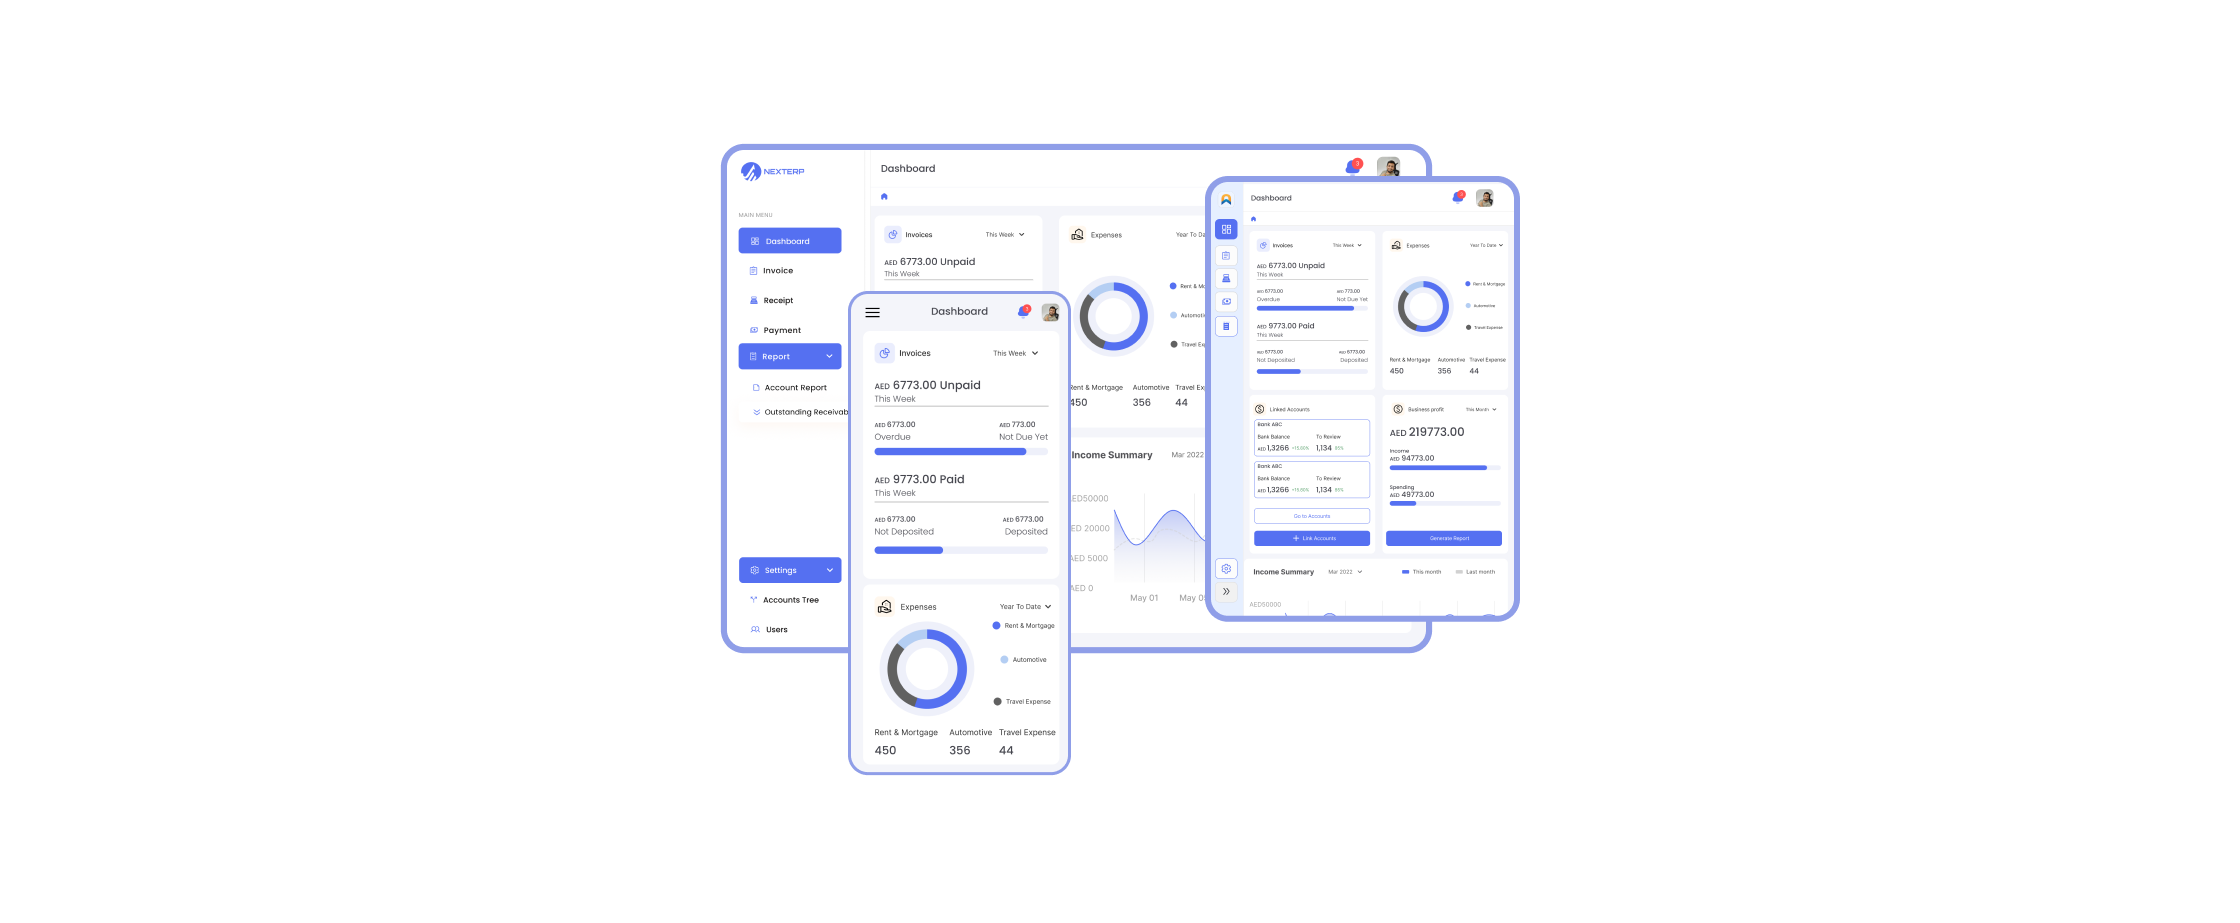 NEXTERP
MAIN MENU
Dashboard
Invoice
Receipt
Payment
Report
Account Report
Outstanding Receivab
Settings
Accounts Tree
Users
Dashboard
3
Invoices
This Week
AED 6773.00 Unpaid
This Week
Expenses
Year To Da
Rent & Mo
Automoti
Travel Ex
Rent & Mortgage Automotive Travel Ex
450 356 44
Income Summary
Mar 2022
AED50000
AED 20000
AED 5000
AED 0
May 01 May 0
Dashboard
3
Invoices
This Week
AED 6773.00 Unpaid
This Week
AED 6773.00 AED 773.00
Overdue Not Due Yet
AED 9773.00 Paid
This Week
AED 6773.00 AED 6773.00
Not Deposited Deposited
Expenses
Year To Date
Rent & Mortgage
Automotive
Travel Expense
Rent & Mortgage Automotive Travel Expense
450 356 44
Dashboard
3
Invoices
This Week
AED 6773.00 Unpaid
This Week
AED 6773.00 AED 773.00
Overdue Not Due Yet
AED 9773.00 Paid
This Week
AED 6773.00 AED 6773.00
Not Deposited Deposited
Expenses
Year To Date
Rent & Mortgage
Automotive
Travel Expense
Rent & Mortgage Automotive Travel Expense
450 356 44
Linked Accounts
Bank ABC
Bank Balance To Review
AED 1,3266 +15.80% 1,134 85%
Bank ABC
Bank Balance To Review
AED 1,3266 +15.80% 1,134 85%
Go to Accounts
+ Link Accounts
Business profit
This Month
AED 219773.00
Income
AED 94773.00
Spending
AED 49773.00
Generate Report
Income Summary
Mar 2022
This month Last month
AED50000